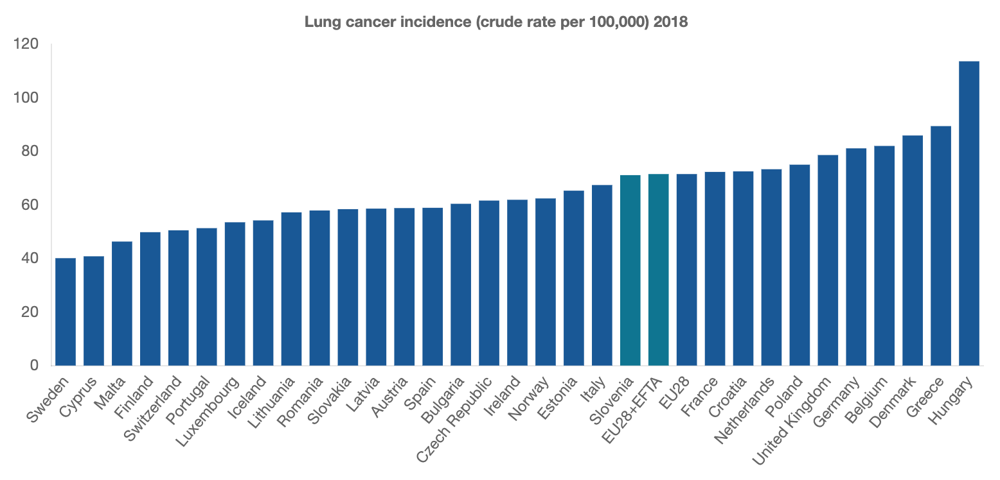 Lung cancer incidence (crude rate per 100,000) 2018
120
100
80
60
40
20
0
Sweden
Cyprus
Malta
Finland
Switzerland
Portugal
Luxembourg
Iceland
Lithuania
Romania
Slovakia
Latvia
Austria
Spain
Bulgaria
Czech Republic
Ireland
Norway
Estonia
Italy
Slovenia
EU28+EFTA
EU28
France
Croatia
Netherlands
Poland
United Kingdom
Germany
Belgium
Denmark
Greece
Hungary